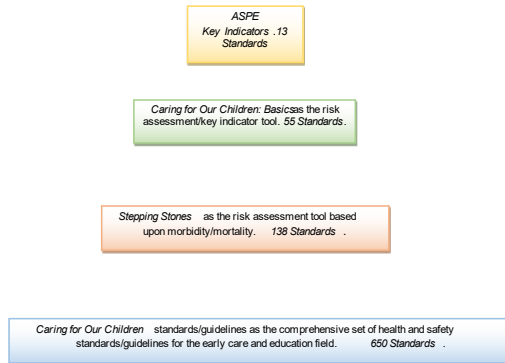 ASPE
Key Indicators .13
Standards
Caring for Our Children: Basicsas the risk
assessment/key indicator tool. 55 Standards.
Stepping Stones as the risk assessment tool based
upon morbidity/mortality. 138 Standards .
Caring for Our Children standards/guidelines as the comprehensive set of health and safety
standards/guidelines for the early care and education field. 650 Standards .